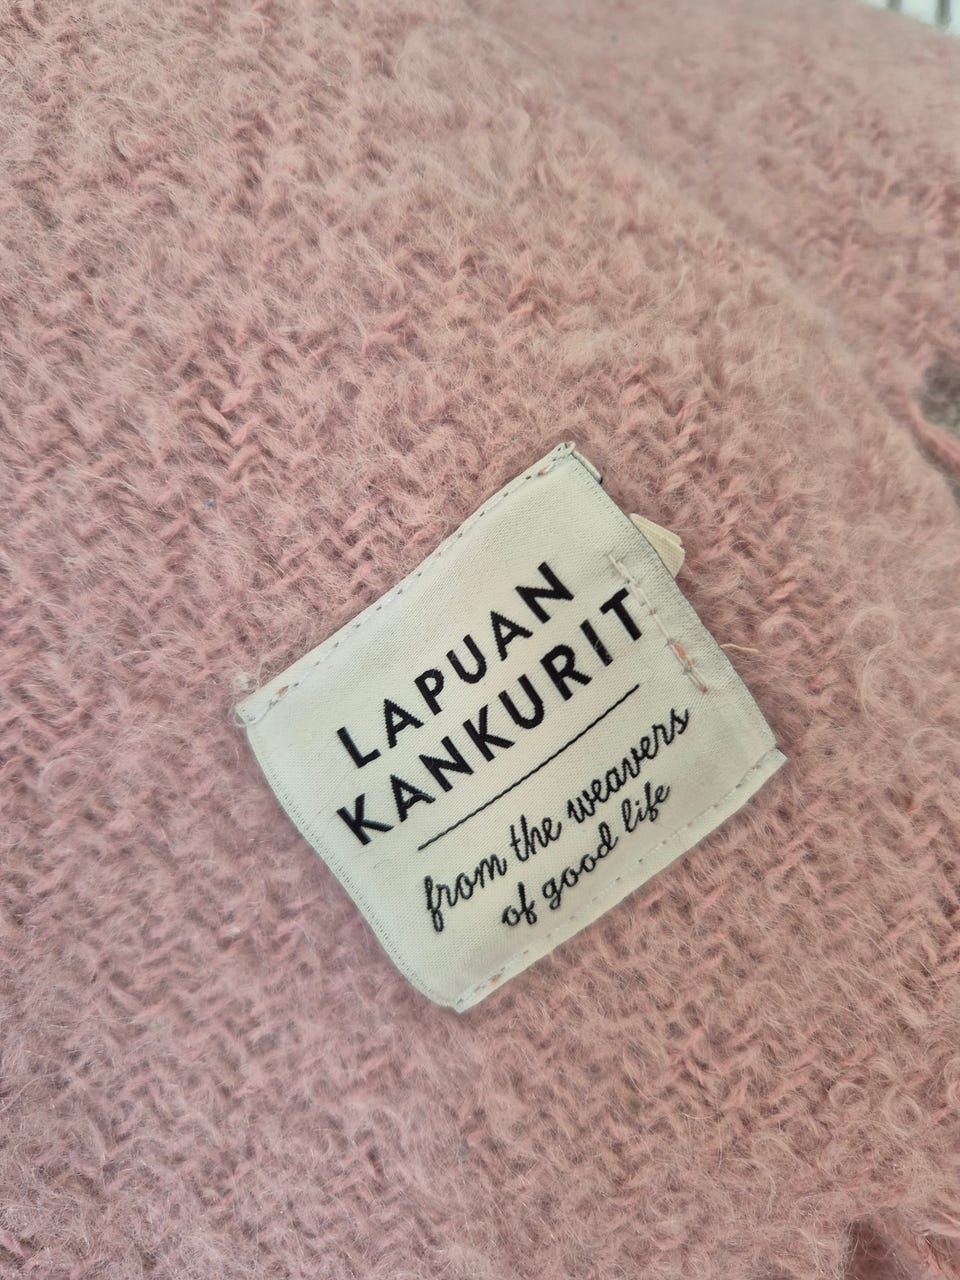 LAPUAN
KANKURIT
from the weavers
of good life